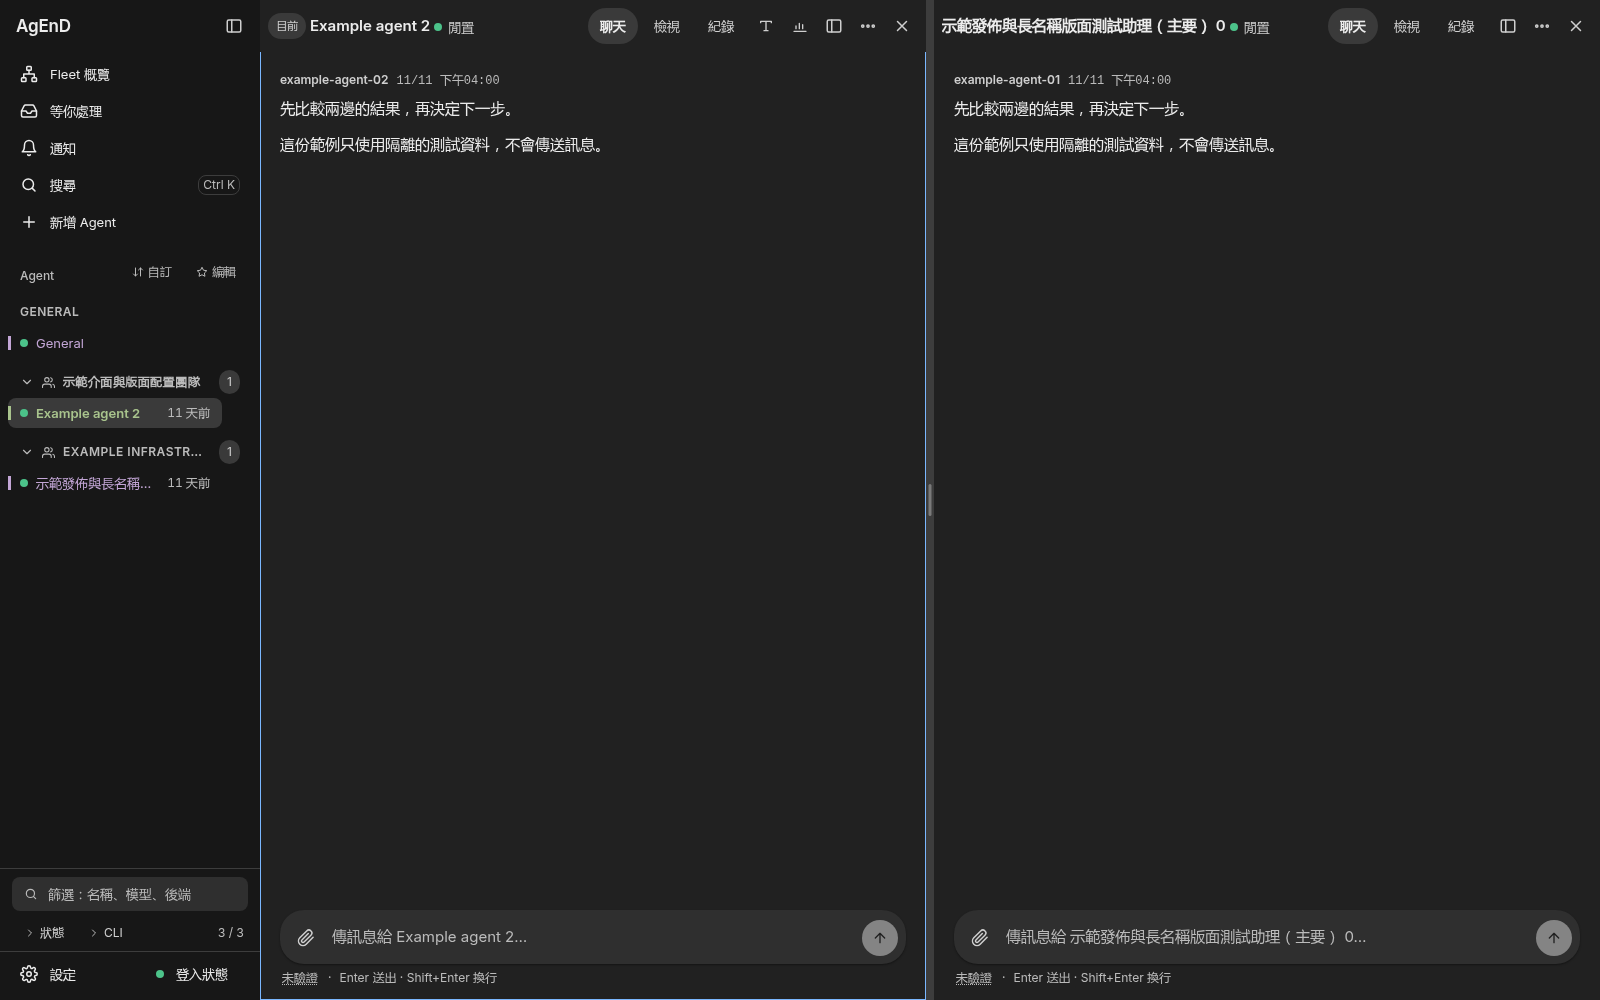 AgEnD
Fleet 概覽
等你處理
通知
搜尋 Ctrl K
新增 Agent
Agent 自訂 編輯
GENERAL
General
示範介面與版面配置團隊 1
Example agent 2 11 天前
EXAMPLE INFRASTR... 1
示範發佈與長名稱... 11 天前
篩選：名稱、模型、後端
狀態 CLI 3 / 3
設定 登入狀態
目前 Example agent 2 閒置 聊天 檢視 紀錄
example-agent-02 11/11 下午04:00
先比較兩邊的結果，再決定下一步。
這份範例只使用隔離的測試資料，不會傳送訊息。
傳訊息給 Example agent 2...
未驗證 · Enter 送出 · Shift+Enter 換行
示範發佈與長名稱版面測試助理（主要）0 閒置 聊天 檢視 紀錄
example-agent-01 11/11 下午04:00
先比較兩邊的結果，再決定下一步。
這份範例只使用隔離的測試資料，不會傳送訊息。
傳訊息給 示範發佈與長名稱版面測試助理（主要）0...
未驗證 · Enter 送出 · Shift+Enter 換行